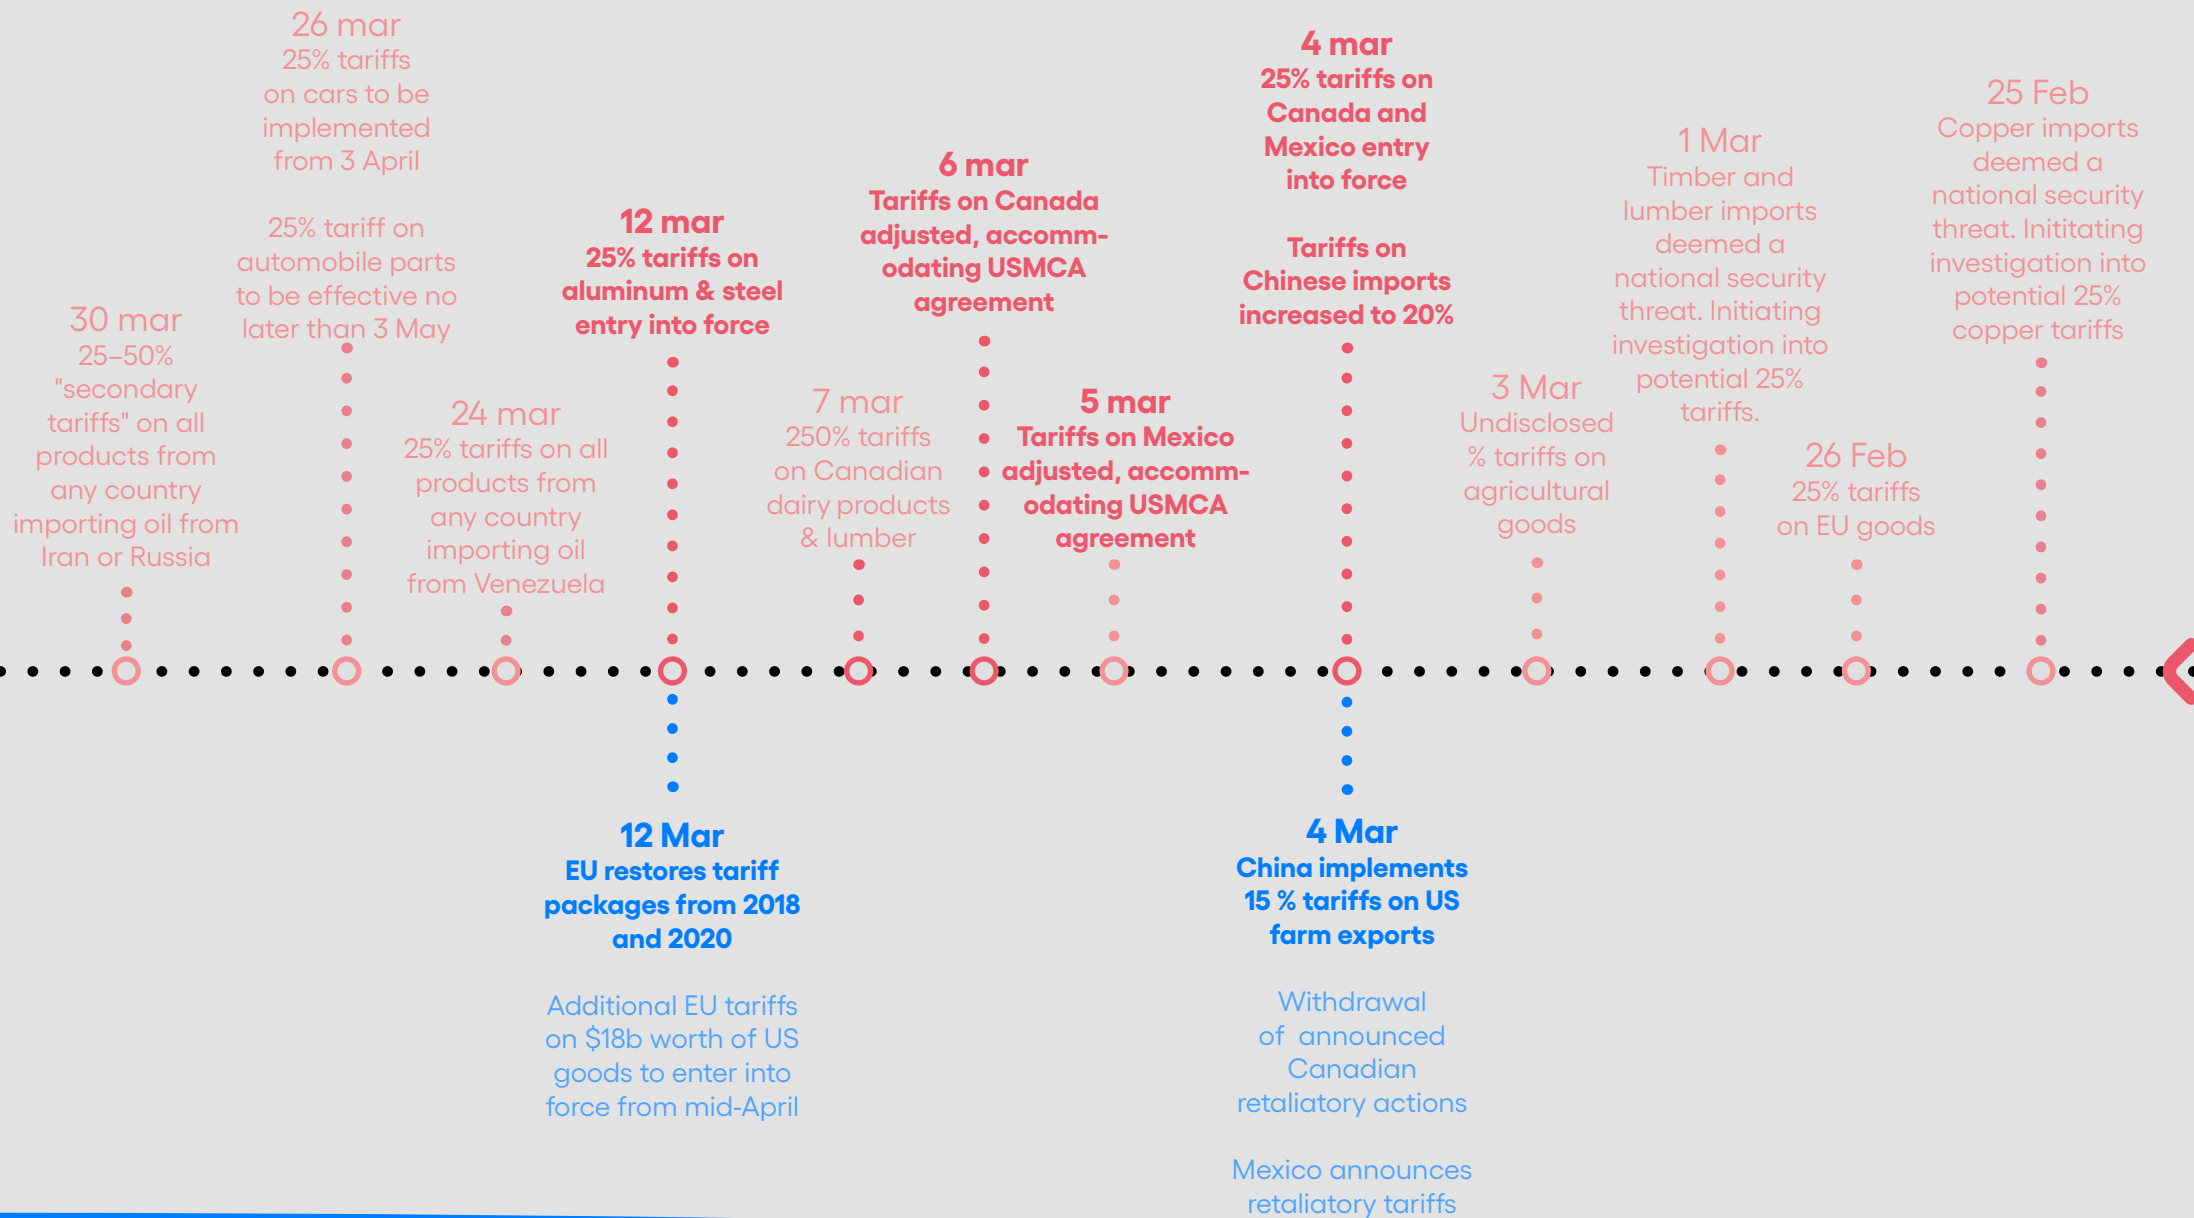 26 mar
25% tariffs
on cars to be
implemented
from 3 April
25% tariff on
automobile parts
to be effective no
later than 3 May
30 mar
25–50%
"secondary
tariffs" on all
products from
any country
importing oil from
Iran or Russia
24 mar
25% tariffs on all
products from
any country
importing oil
from Venezuela
12 mar
25% tariffs on
aluminum & steel
entry into force
7 mar
250% tariffs
on Canadian
dairy products
& lumber
6 mar
Tariffs on Canada
adjusted, accomm-
odating USMCA
agreement
5 mar
Tariffs on Mexico
adjusted, accomm-
odating USMCA
agreement
4 mar
25% tariffs on
Canada and
Mexico entry
into force
Tariffs on
Chinese imports
increased to 20%
3 Mar
Undisclosed
% tariffs on
agricultural
goods
1 Mar
Timber and
lumber imports
deemed a
national security
threat. Initiating
investigation into
potential 25%
tariffs.
26 Feb
25% tariffs
on EU goods
25 Feb
Copper imports
deemed a
national security
threat. Inititating
investigation into
potential 25%
copper tariffs
12 Mar
EU restores tariff
packages from 2018
and 2020
Additional EU tariffs
on $18b worth of US
goods to enter into
force from mid-April
4 Mar
China implements
15 % tariffs on US
farm exports
Withdrawal
of  announced
Canadian
retaliatory actions
Mexico announces
retaliatory tariffs